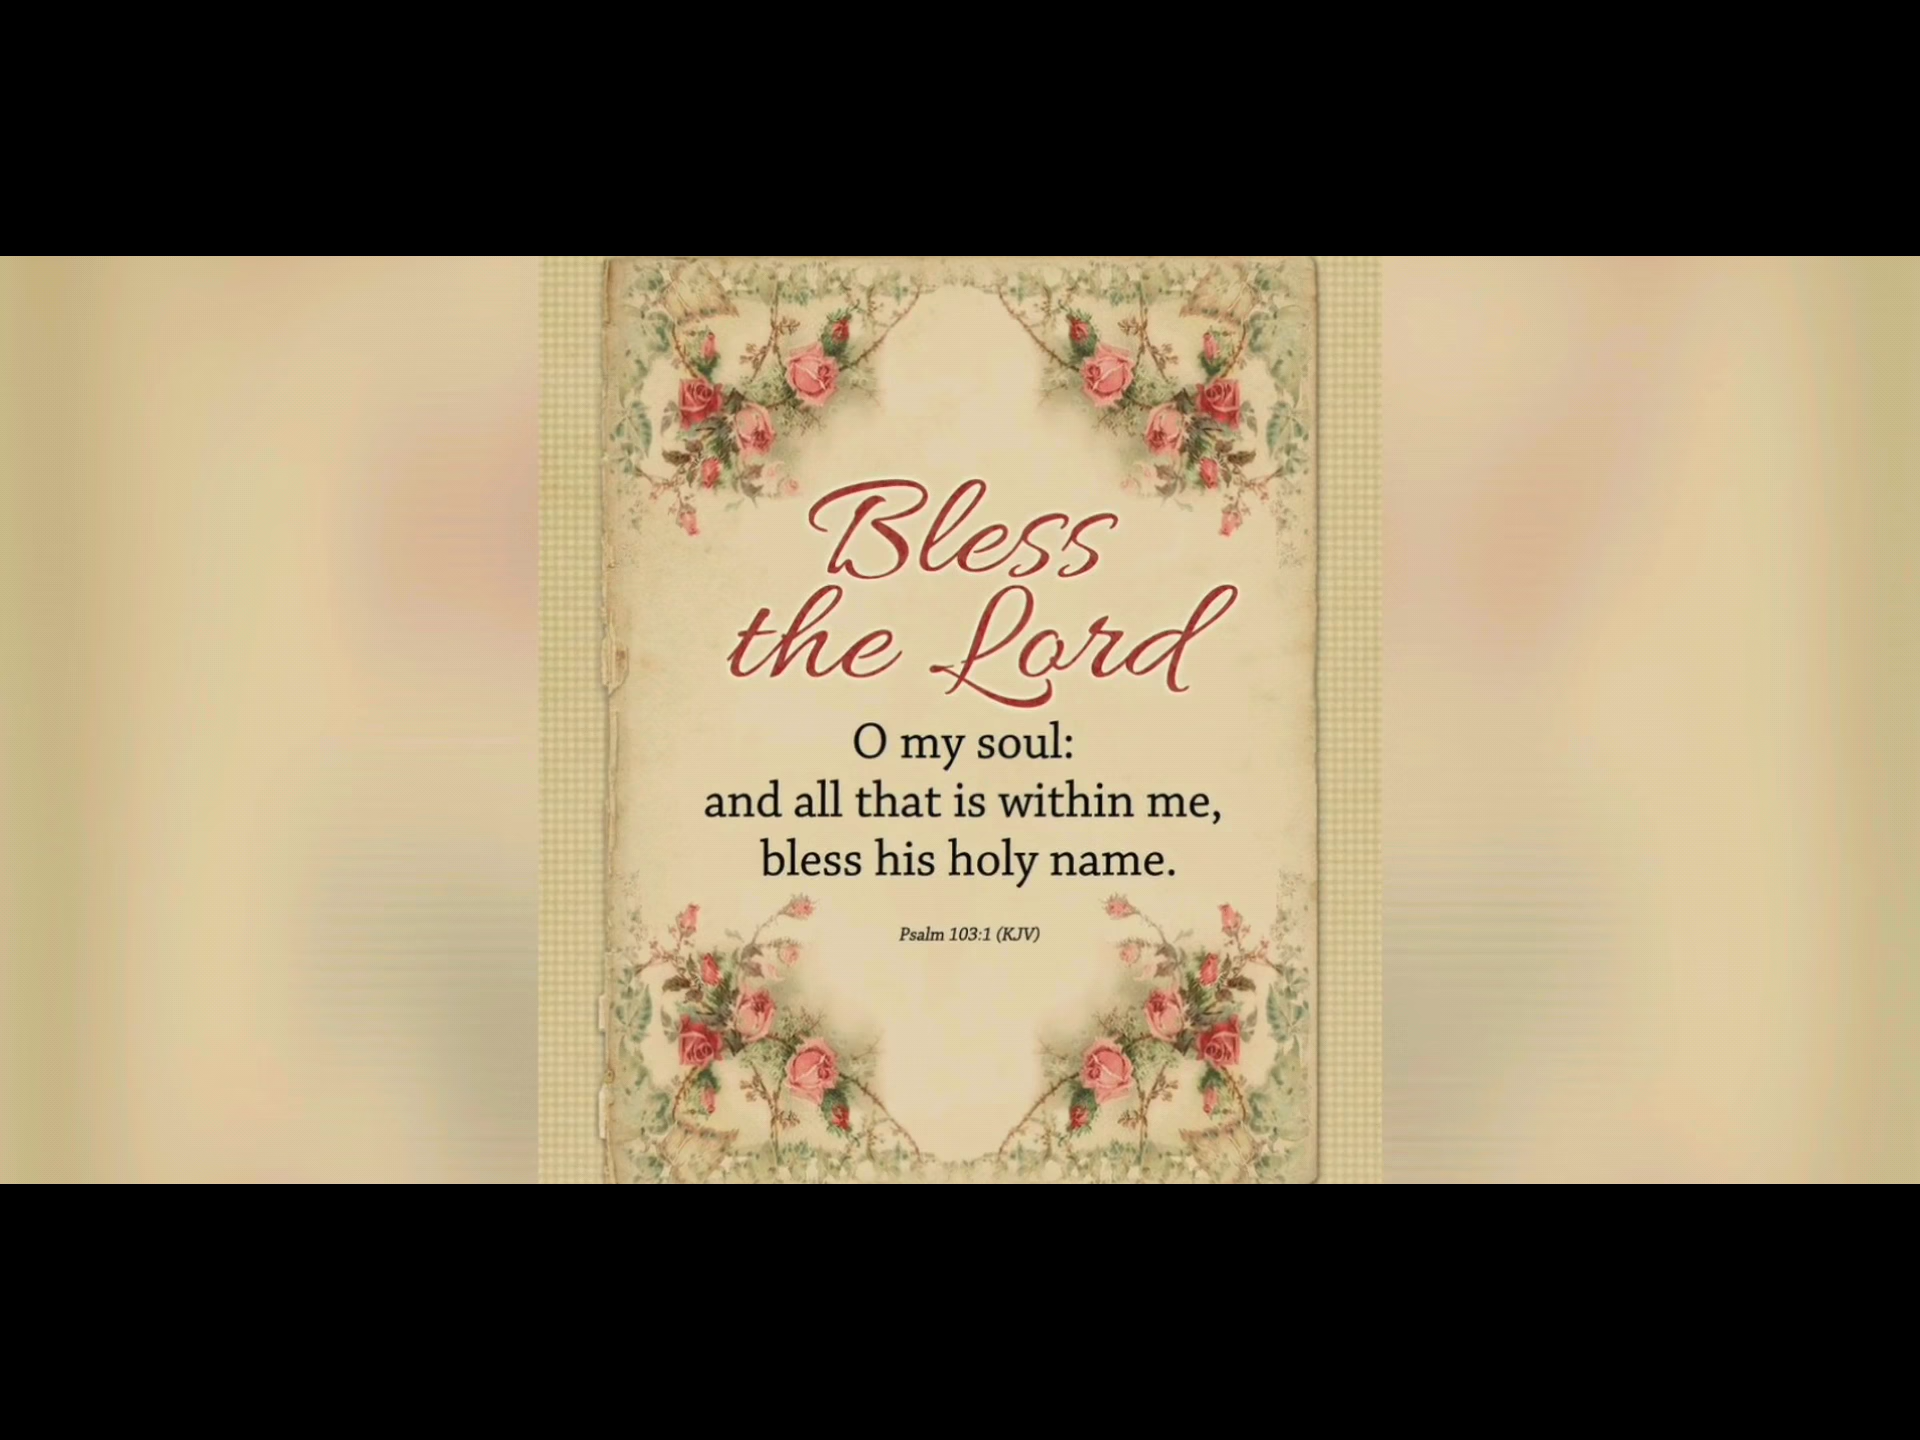 Bless
the Lord
O my soul:
and all that is within me,
bless his holy name.
Psalm 103:1 (KJV)